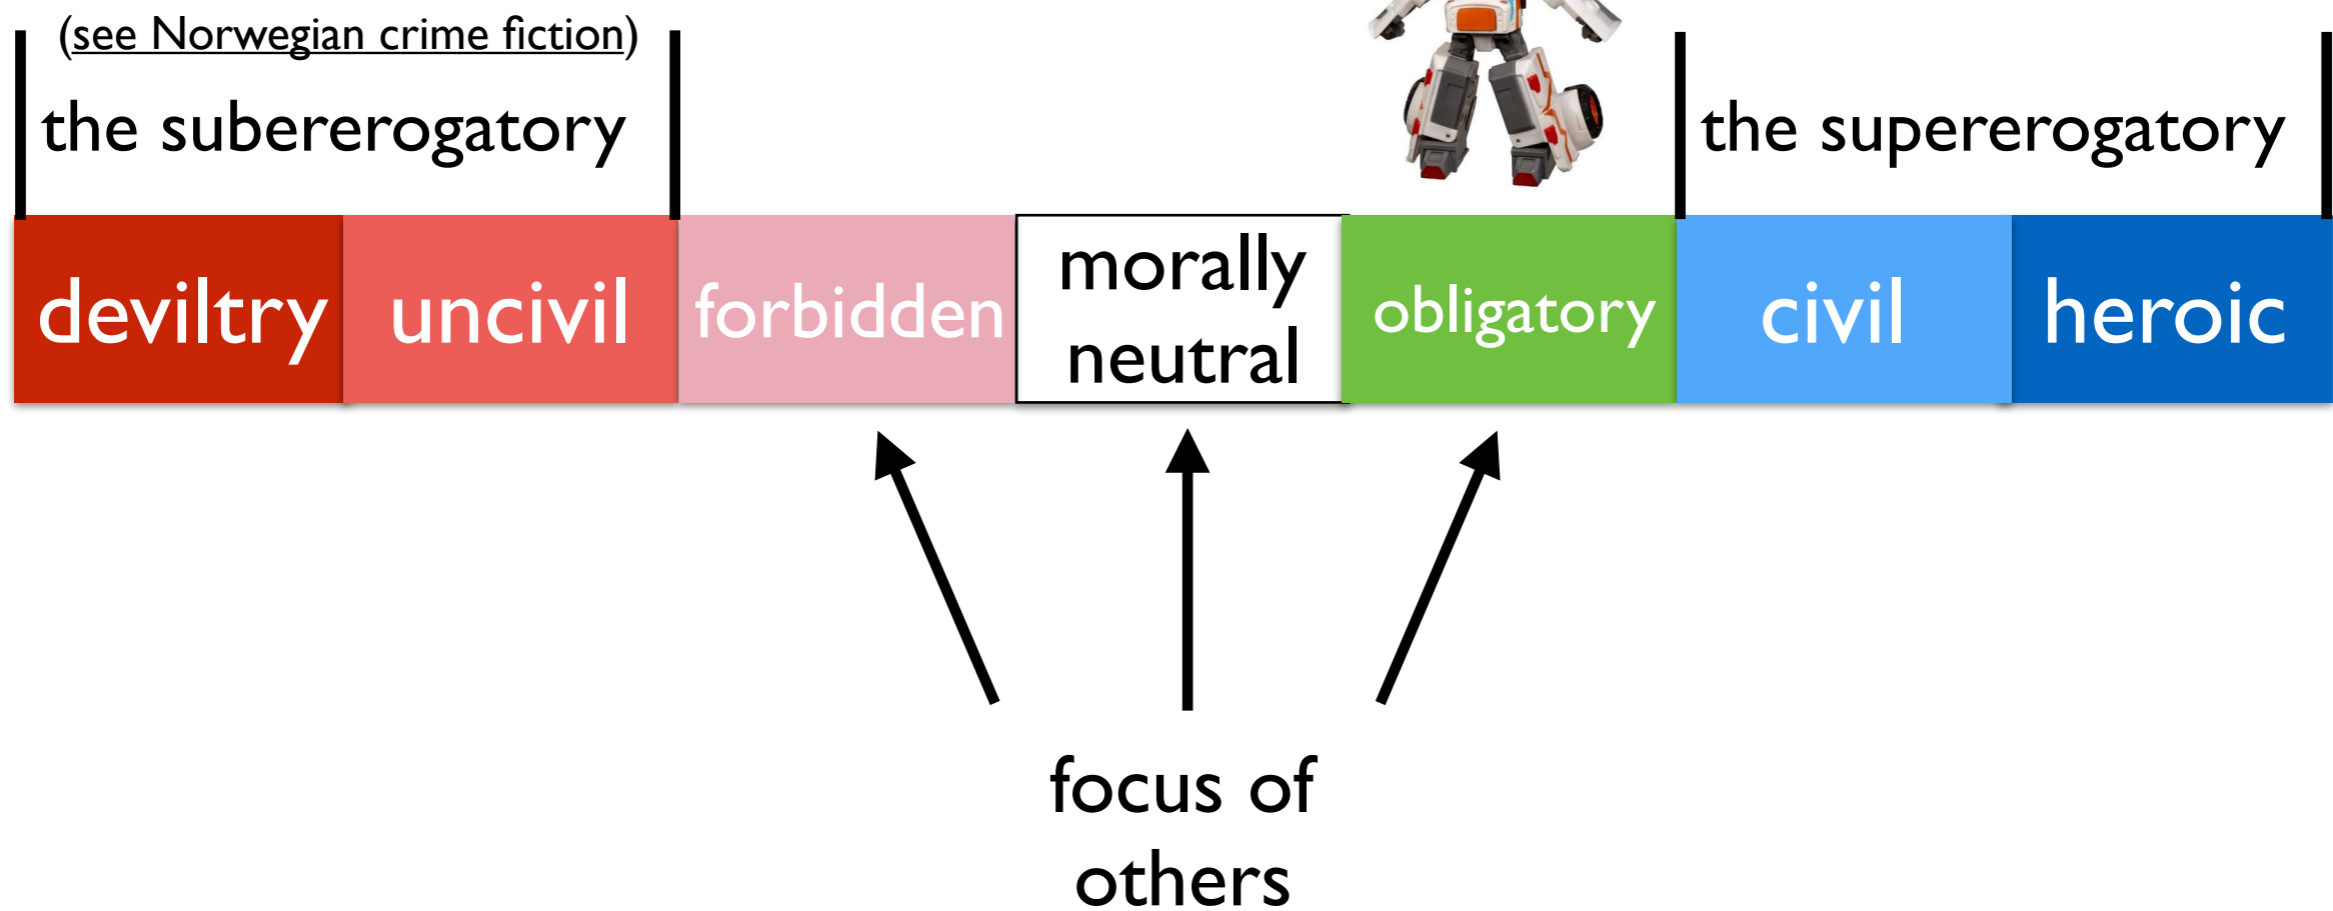 (see Norwegian crime fiction)
the subererogatory
the supererogatory
deviltry
uncivil
forbidden
morally
neutral
obligatory
civil
heroic
focus of
others